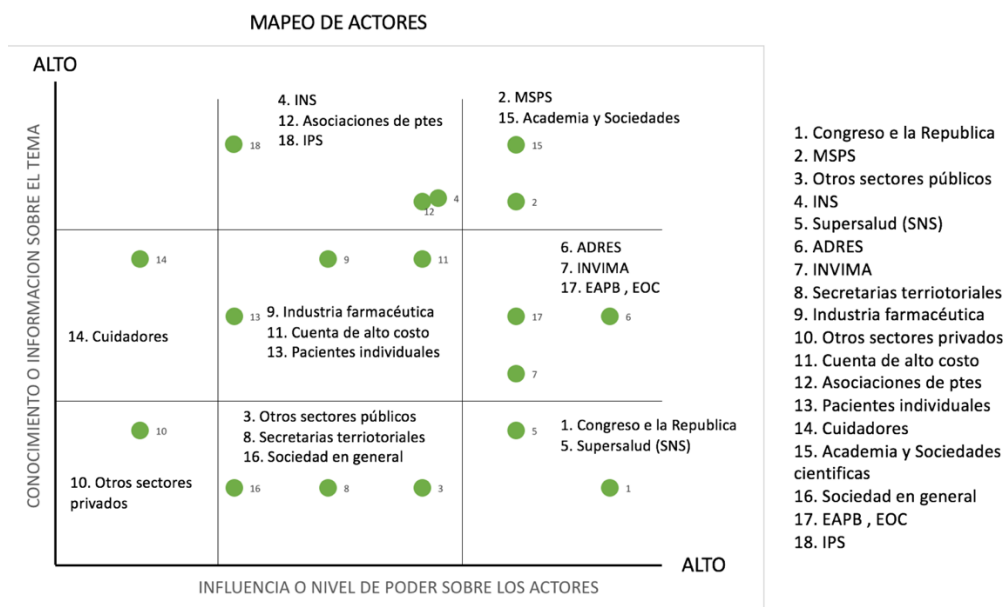 MAPEO DE ACTORES
ALTO
CONOCIMIENTO O INFORMACION SOBRE EL TEMA
4. INS
12. Asociaciones de ptes
18. IPS
18
12
4
2. MSPS
15. Academia y Sociedades
15
2
14
14. Cuidadores
9
11
13
9. Industria farmacéutica
11. Cuenta de alto costo
13. Pacientes individuales
6. ADRES
7. INVIMA
17. EAPB , EOC
17
6
7
10
10. Otros sectores
privados
3. Otros sectores públicos
8. Secretarias terriotoriales
16. Sociedad en general
16
8
3
1. Congreso e la Republica
5. Supersalud (SNS)
5
1
ALTO
INFLUENCIA O NIVEL DE PODER SOBRE LOS ACTORES
1. Congreso e la Republica
2. MSPS
3. Otros sectores públicos
4. INS
5. Supersalud (SNS)
6. ADRES
7. INVIMA
8. Secretarias terriotoriales
9. Industria farmacéutica
10. Otros sectores privados
11. Cuenta de alto costo
12. Asociaciones de ptes
13. Pacientes individuales
14. Cuidadores
15. Academia y Sociedades
cientificas
16. Sociedad en general
17. EAPB , EOC
18. IPS